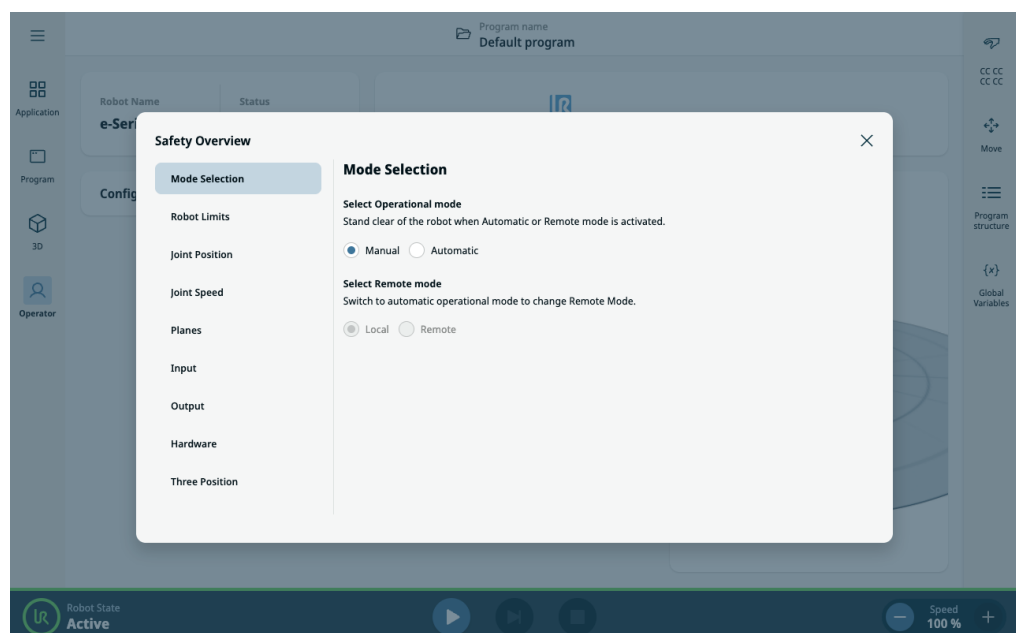 Program name
Default program
Application
Program
3D
Operator
Robot Name
Status
e-Seri
Config
Safety Overview
Mode Selection
Robot Limits
Joint Position
Joint Speed
Planes
Input
Output
Hardware
Three Position
Mode Selection
Select Operational mode
Stand clear of the robot when Automatic or Remote mode is activated.
Manual Automatic
Select Remote mode
Switch to automatic operational mode to change Remote Mode.
Local Remote
CC CC
CC CC
Move
Program
structure
{x}
Global
Variables
Robot State
Active
Speed
100 %